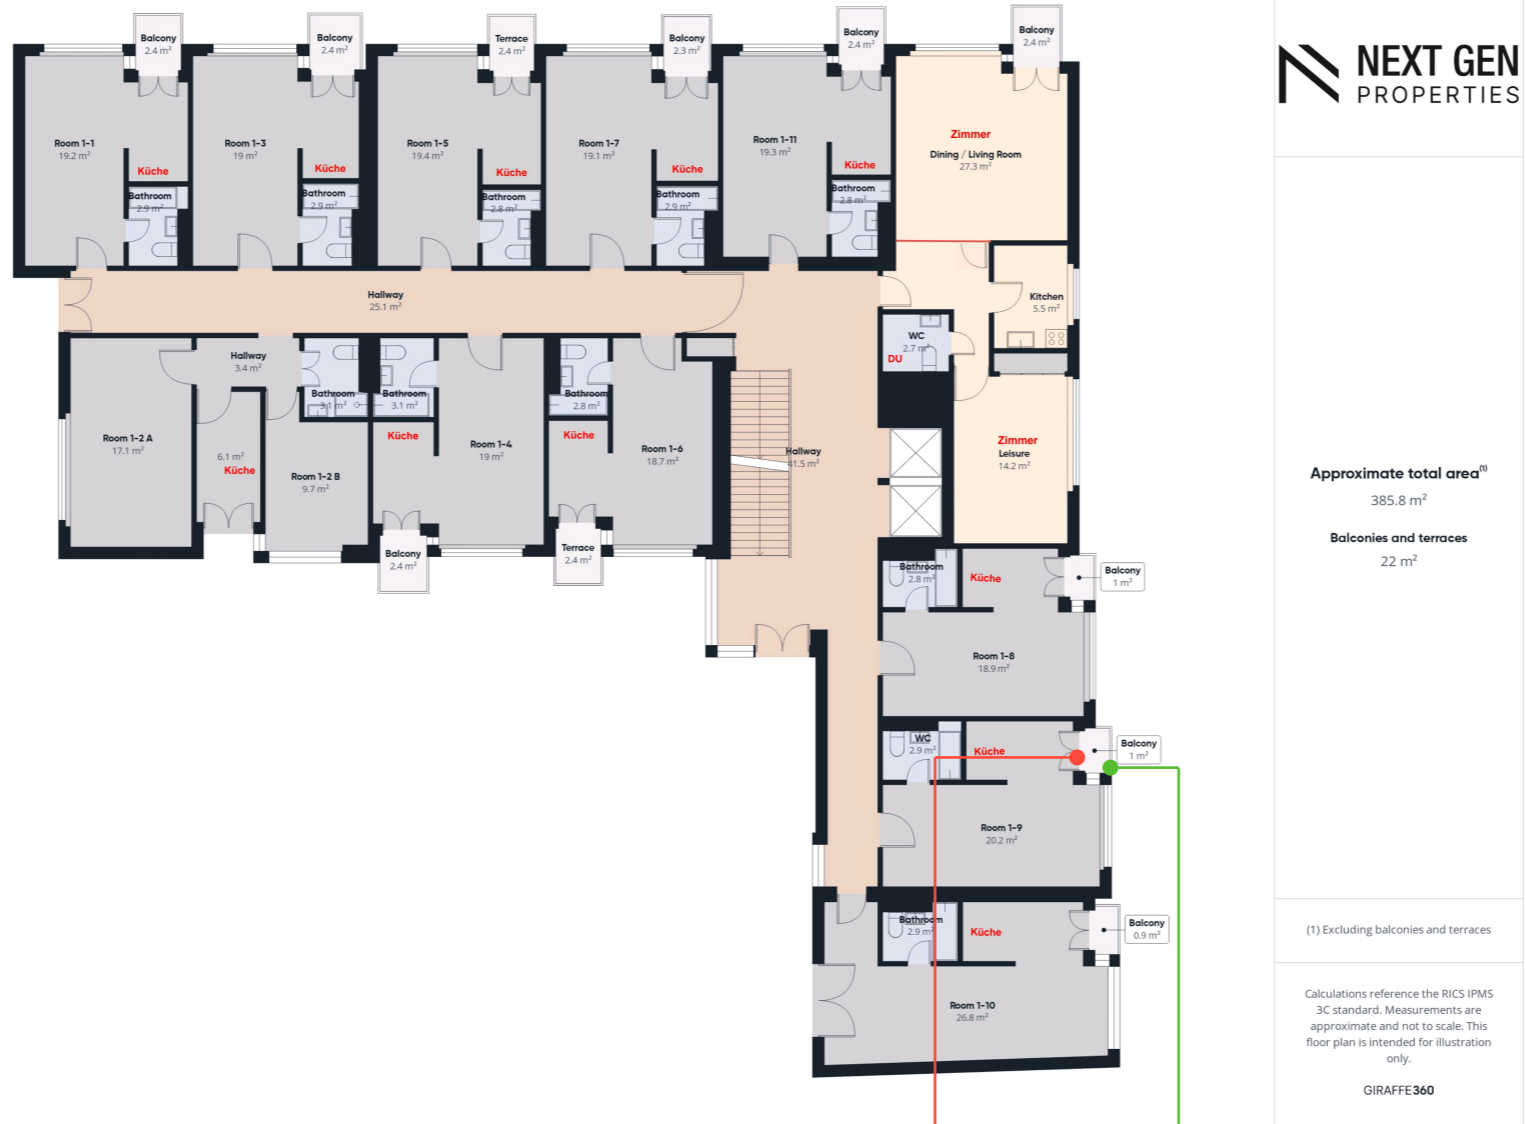 Balcony
2.4 m²
Balcony
2.4 m²
Terrace
2.4 m²
Balcony
2.3 m²
Balcony
2.4 m²
Balcony
2.4 m²
Room 1-1
19.2 m²
Küche
Bathroom
2.9 m²
Room 1-3
19 m²
Küche
Bathroom
2.9 m²
Room 1-5
19.4 m²
Küche
Bathroom
2.8 m²
Room 1-7
19.1 m²
Küche
Bathroom
2.9 m²
Room 1-11
19.3 m²
Küche
Bathroom
2.8 m²
Zimmer
Dining / Living Room
27.3 m²
Hallway
25.1 m²
Kitchen
5.5 m²
WC
2.7 m²
DU
Hallway
3.4 m²
Bathroom
3.1 m²
Bathroom
3.1 m²
Bathroom
2.8 m²
Room 1-2 A
17.1 m²
6.1 m²
Küche
Room 1-2 B
9.7 m²
Küche
Room 1-4
19 m²
Küche
Room 1-6
18.7 m²
Hallway
41.5 m²
Zimmer
Leisure
14.2 m²
Balcony
2.4 m²
Terrace
2.4 m²
Bathroom
2.8 m²
Küche
Balcony
1 m²
Room 1-8
18.9 m²
WC
2.9 m²
Küche
Balcony
1 m²
Room 1-9
20.2 m²
Bathroom
2.9 m²
Küche
Balcony
0.9 m²
Room 1-10
26.8 m²
NEXT GEN
PROPERTIES
Approximate total area(1)
385.8 m²
Balconies and terraces
22 m²
(1) Excluding balconies and terraces
Calculations reference the RICS IPMS
3C standard. Measurements are
approximate and not to scale. This
floor plan is intended for illustration
only.
GIRAFFE360